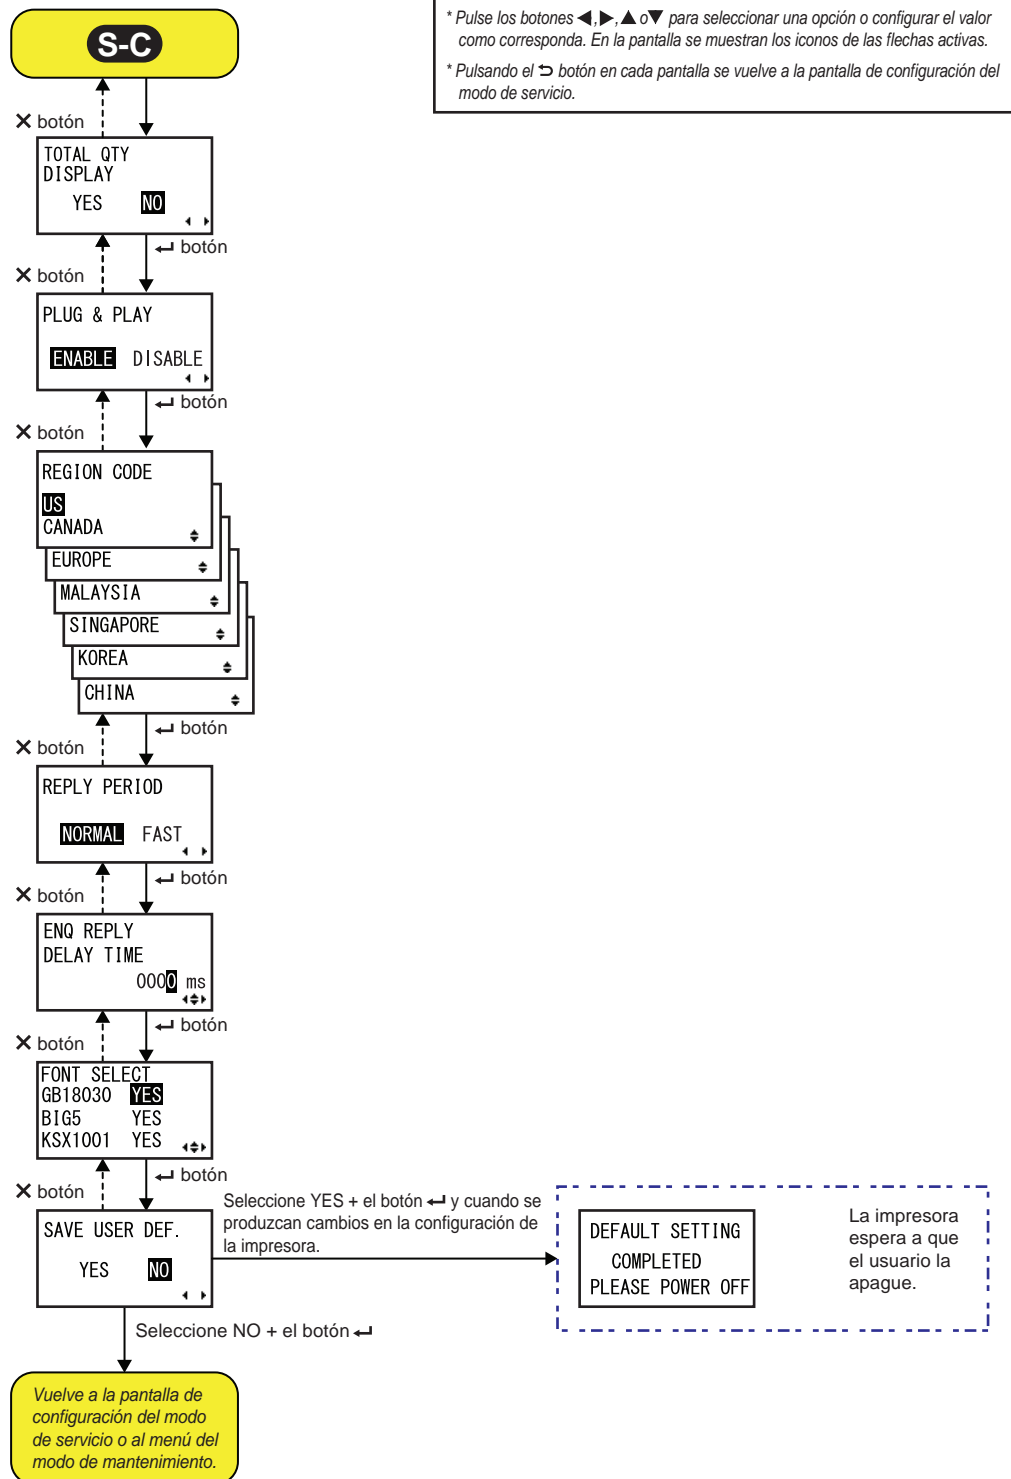 * Pulse los botones ◀,▶,▲ o▼ para seleccionar una opción o configurar el valor
como corresponda. En la pantalla se muestran los iconos de las flechas activas.
* Pulsando el ⮌ botón en cada pantalla se vuelve a la pantalla de configuración del
modo de servicio.
S-C
✕ botón
TOTAL QTY
DISPLAY
YES NO
↵ botón
✕ botón
PLUG & PLAY
ENABLE DISABLE
↵ botón
✕ botón
REGION CODE
US
CANADA
EUROPE
MALAYSIA
SINGAPORE
KOREA
CHINA
↵ botón
✕ botón
REPLY PERIOD
NORMAL FAST
↵ botón
✕ botón
ENQ REPLY
DELAY TIME
0000 ms
↵ botón
✕ botón
FONT SELECT
GB18030 YES
BIG5 YES
KSX1001 YES
↵ botón
✕ botón
SAVE USER DEF.
YES NO
Seleccione YES + el botón ↵ y cuando se
produzcan cambios en la configuración de
la impresora.
DEFAULT SETTING
COMPLETED
PLEASE POWER OFF
La impresora
espera a que
el usuario la
apague.
Seleccione NO + el botón ↵
Vuelve a la pantalla de
configuración del modo
de servicio o al menú del
modo de mantenimiento.